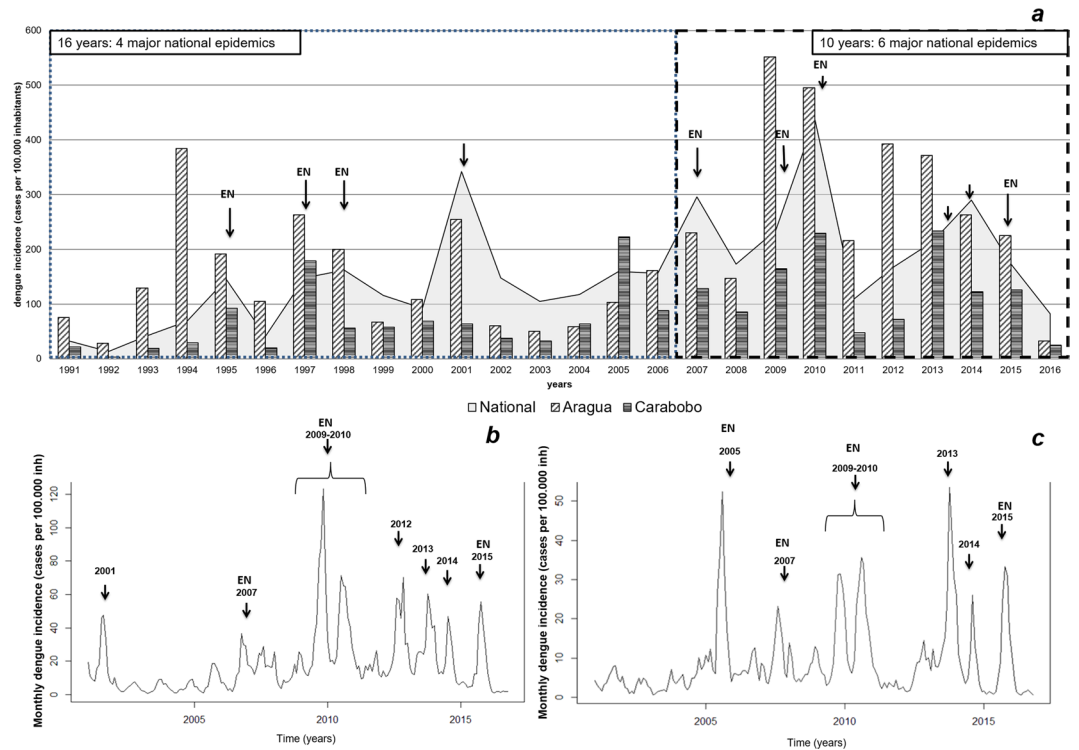 a
16 years: 4 major national epidemics
10 years: 6 major national epidemics
dengue incidence (cases per 100.000 inhabitants)
600
500
400
300
200
100
0
EN
EN
EN
EN
EN
EN
EN
1991 1992 1993 1994 1995 1996 1997 1998 1999 2000 2001 2002 2003 2004 2005 2006 2007 2008 2009 2010 2011 2012 2013 2014 2015 2016
years
National Aragua Carabobo
b
Monthly dengue incidence (cases per 100.000 inh)
120
80
60
40
20
0
2001
EN
2007
EN
2009-2010
2012
2013
2014
EN
2015
2005 2010 2015
Time (years)
c
Monthly dengue incidence (cases per 100.000 inh)
50
40
30
20
10
0
EN
2005
EN
2007
EN
2009-2010
2013
2014
EN
2015
2005 2010 2015
Time (years)